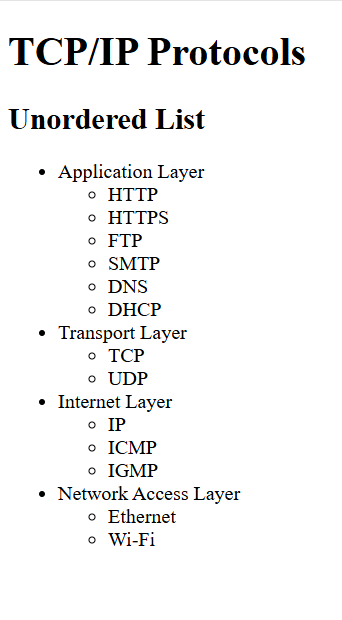 TCP/IP Protocols
Unordered List
Application Layer
HTTP
HTTPS
FTP
SMTP
DNS
DHCP
Transport Layer
TCP
UDP
Internet Layer
IP
ICMP
IGMP
Network Access Layer
Ethernet
Wi-Fi